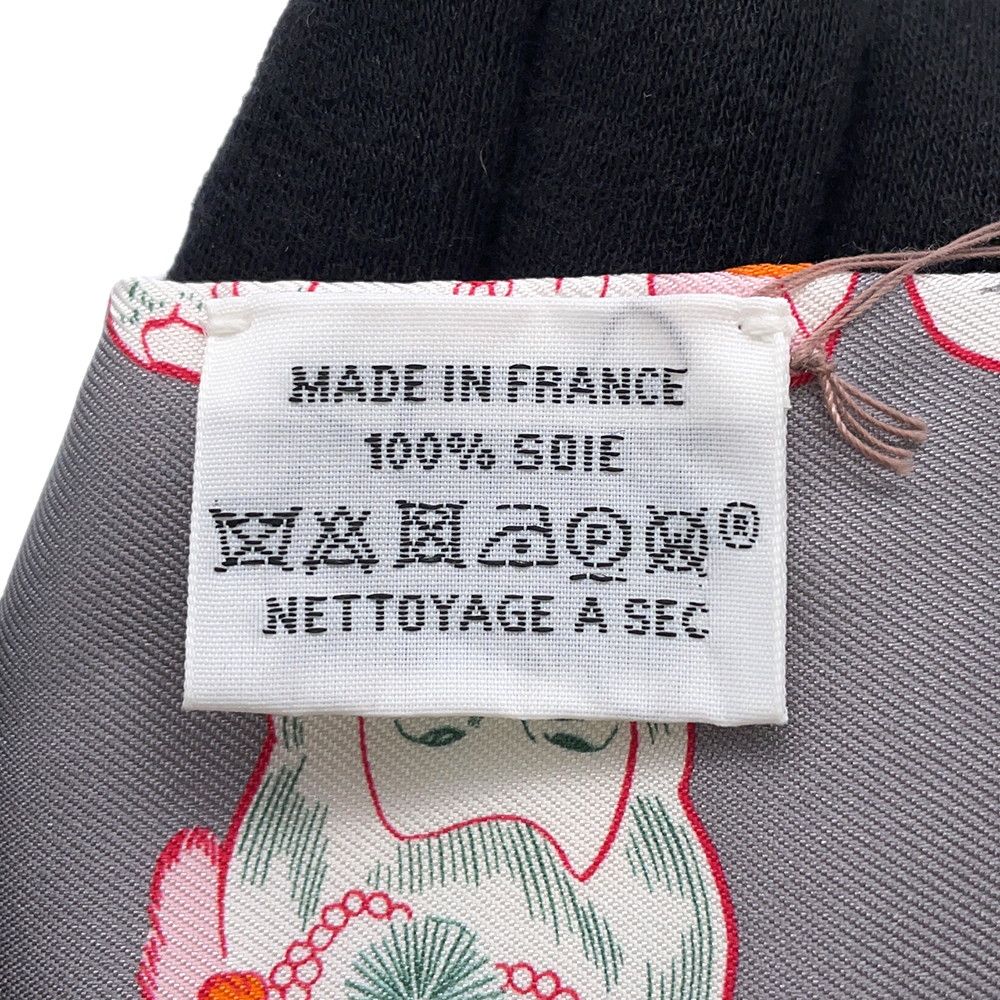 MADE IN FRANCE
100% SOIE
P ®
NETTOYAGE A SEC